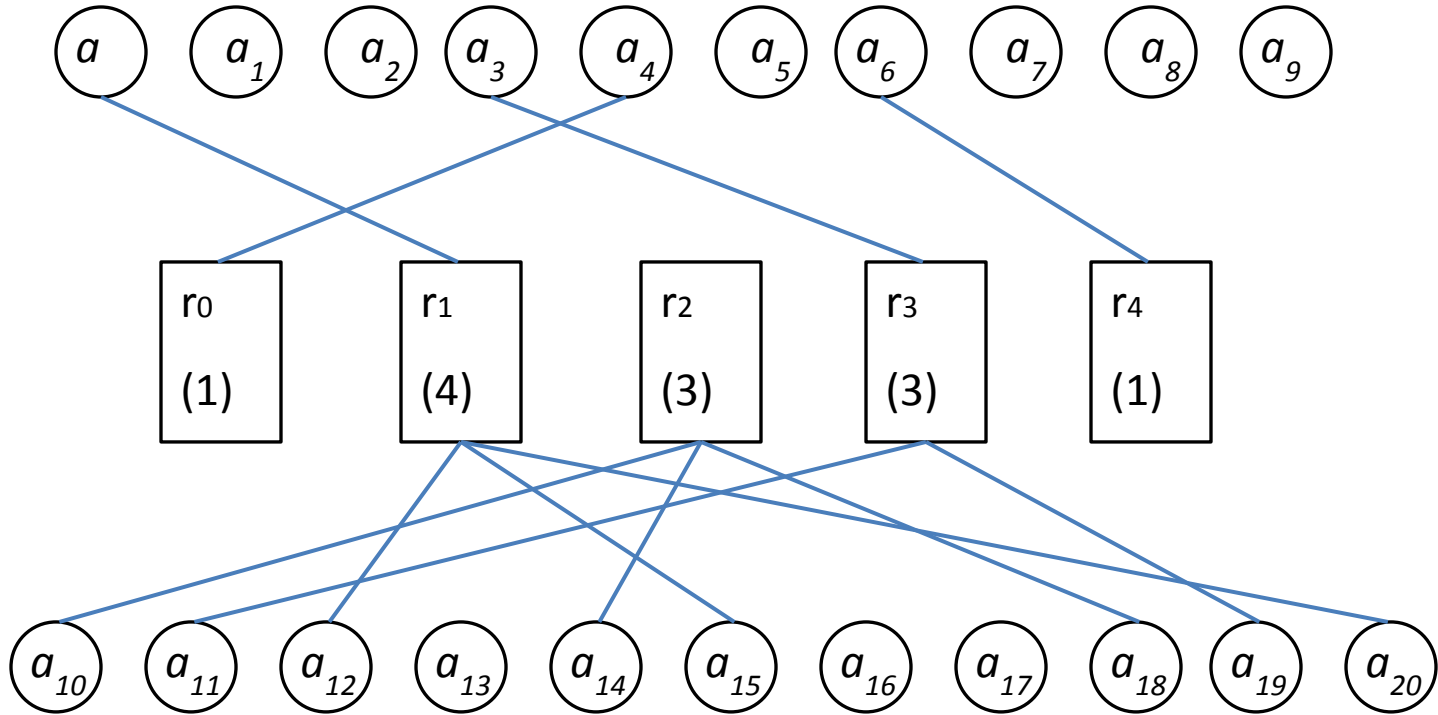 a a₁ a₂ a₃ a₄ a₅ a₆ a₇ a₈ a₉
r₀ r₁ r₂ r₃ r₄
(1) (4) (3) (3) (1)
a₁₀ a₁₁ a₁₂ a₁₃ a₁₄ a₁₅ a₁₆ a₁₇ a₁₈ a₁₉ a₂₀